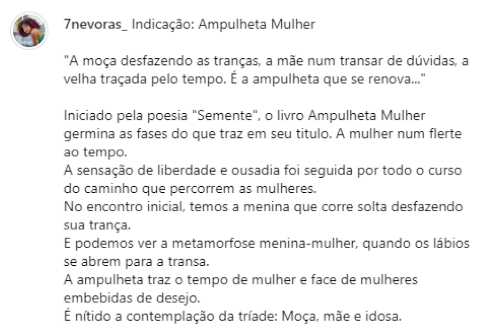 7nevoras_ Indicação: Ampulheta Mulher
"A moça desfazendo as tranças, a mãe num transar de dúvidas, a
velha traçada pelo tempo. É a ampulheta que se renova..."
Iniciado pela poesia "Semente", o livro Ampulheta Mulher
germina as fases do que traz em seu titulo. A mulher num flerte
ao tempo.
A sensação de liberdade e ousadia foi seguida por todo o curso
do caminho que percorrem as mulheres.
No encontro inicial, temos a menina que corre solta desfazendo
sua trança.
E podemos ver a metamorfose menina-mulher, quando os lábios
se abrem para a transa.
A ampulheta traz o tempo de mulher e face de mulheres
embebidas de desejo.
É nítido a contemplação da tríade: Moça, mãe e idosa.